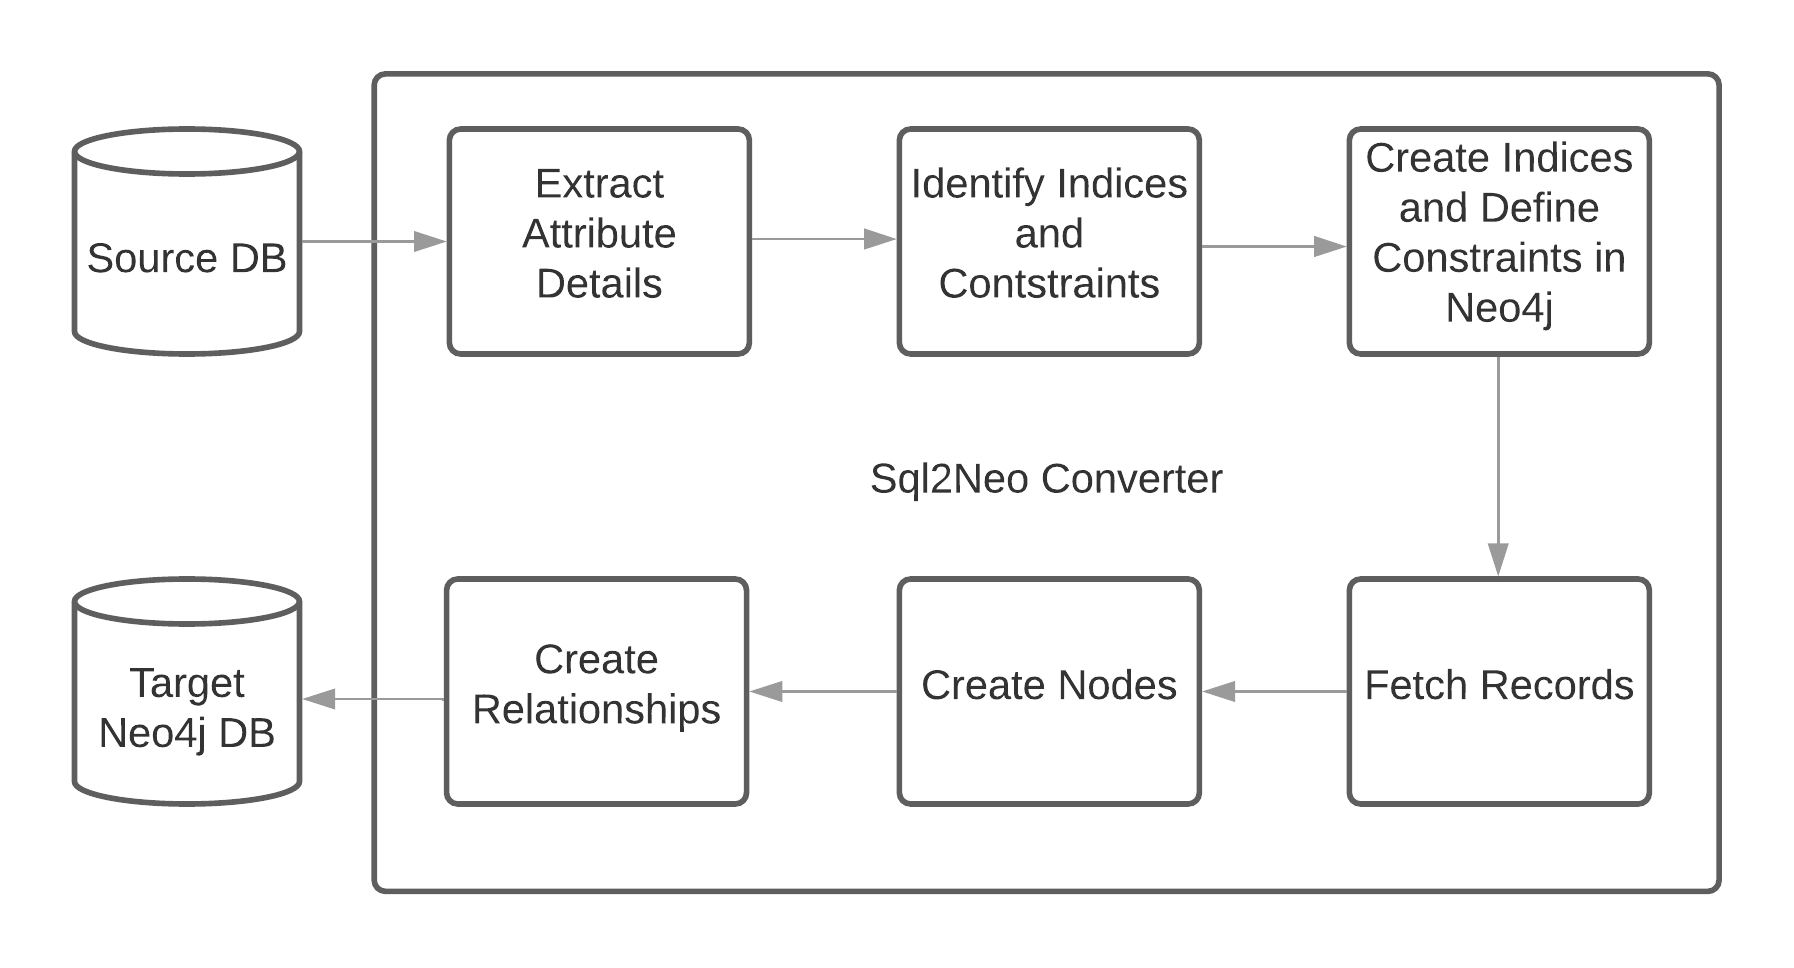 Source DB
Extract
Attribute
Details
Identify Indices
and
Contstraints
Create Indices
and Define
Constraints in
Neo4j
Sql2Neo Converter
Target
Neo4j DB
Create
Relationships
Create Nodes
Fetch Records